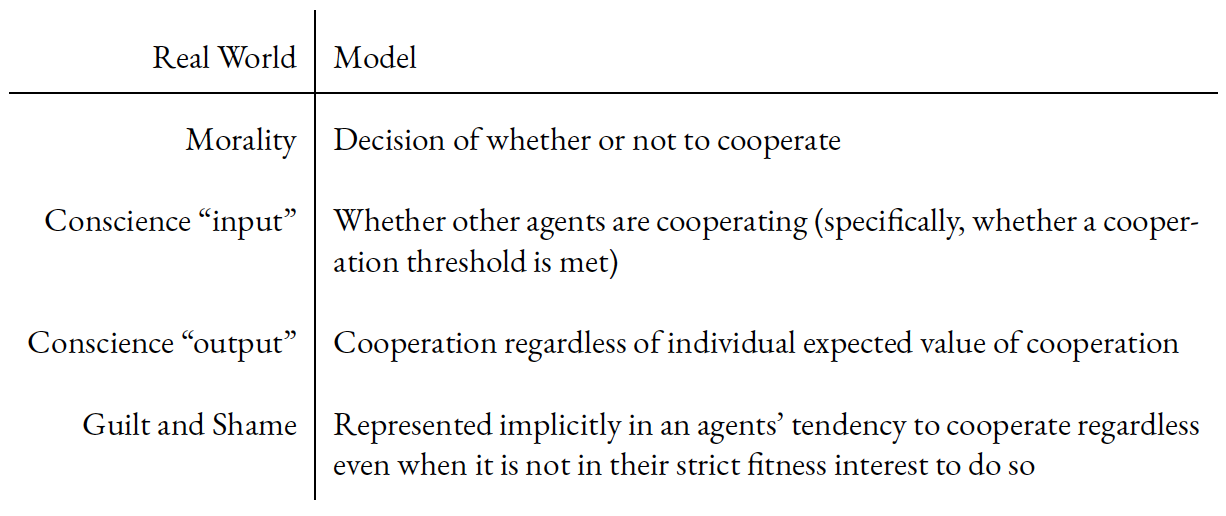 Real World Model
Morality Decision of whether or not to cooperate
Conscience “input” Whether other agents are cooperating (specifically, whether a cooper-
ation threshold is met)
Conscience “output” Cooperation regardless of individual expected value of cooperation
Guilt and Shame Represented implicitly in an agents’ tendency to cooperate regardless
even when it is not in their strict fitness interest to do so